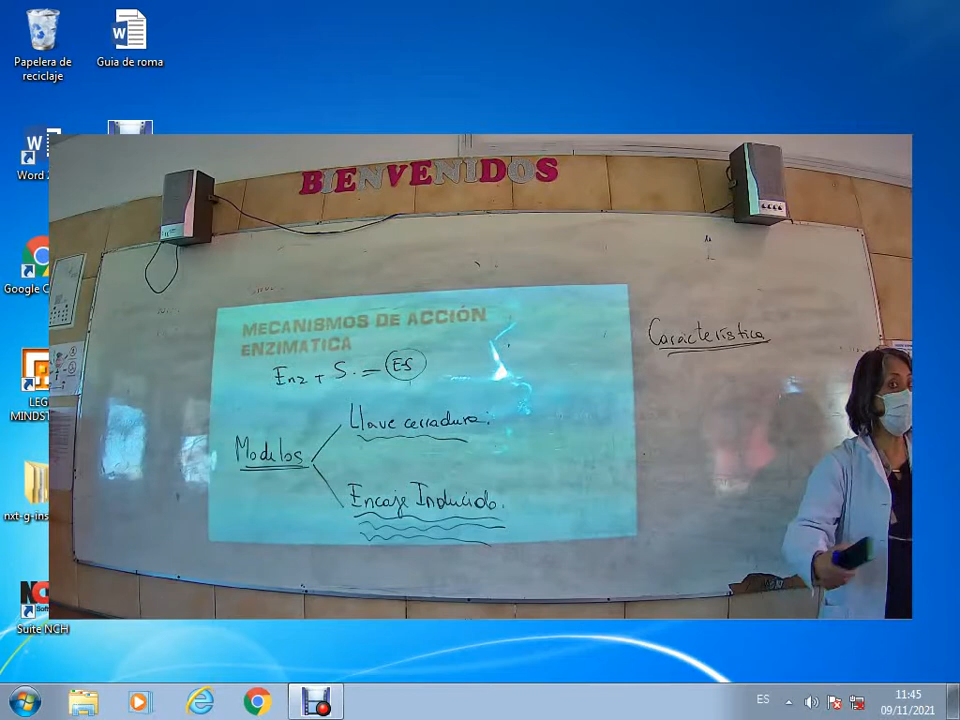 Papelera de
reciclaje
Guia de roma
Word 2
Google C
LEG
MINDST
nxt-g-ins
Suite NCH
BIENVENIDOS
MECANISMOS DE ACCIÓN
ENZIMATICA
Enz + S. = ES
Modelos
Llave cerradura:
Encaje Inducido.
Característica
ES
11:45
09/11/2021